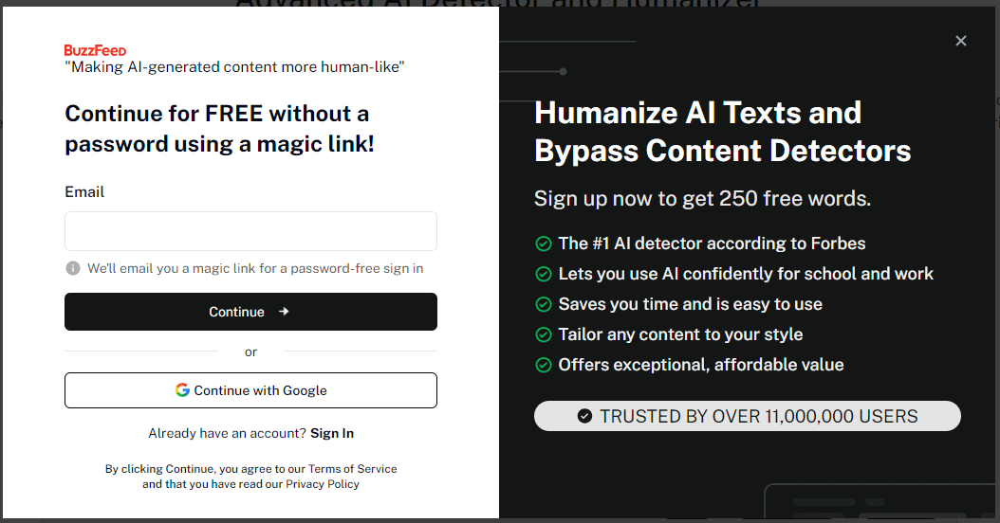 Advanced AI Detector and Humanizer
BuzzFeed
"Making AI-generated content more human-like"
Continue for FREE without a
password using a magic link!
Email
We'll email you a magic link for a password-free sign in
Continue
or
Continue with Google
Already have an account? Sign In
By clicking Continue, you agree to our Terms of Service
and that you have read our Privacy Policy
Humanize AI Texts and
Bypass Content Detectors
Sign up now to get 250 free words.
The #1 AI detector according to Forbes
Lets you use AI confidently for school and work
Saves you time and is easy to use
Tailor any content to your style
Offers exceptional, affordable value
TRUSTED BY OVER 11,000,000 USERS